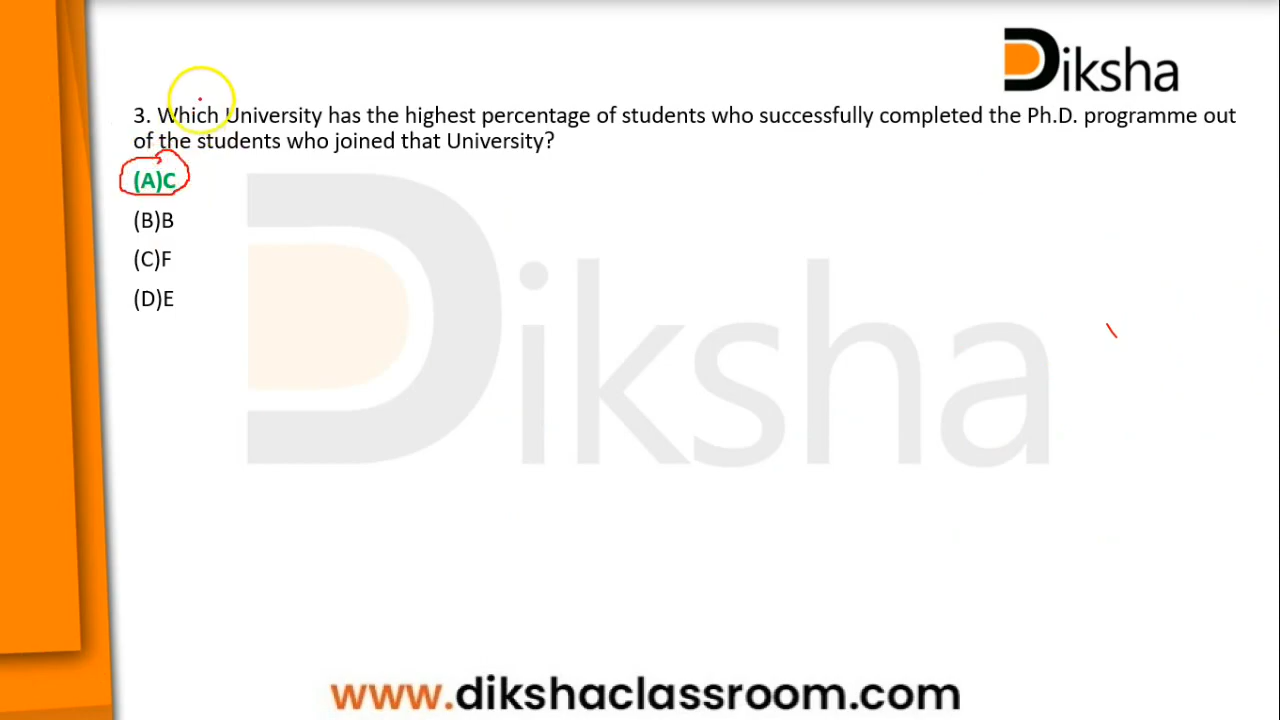 Diksha
3. Which University has the highest percentage of students who successfully completed the Ph.D. programme out
of the students who joined that University?
(A)C
(B)B
(C)F
(D)E
Diksha
www.dikshaclassroom.com